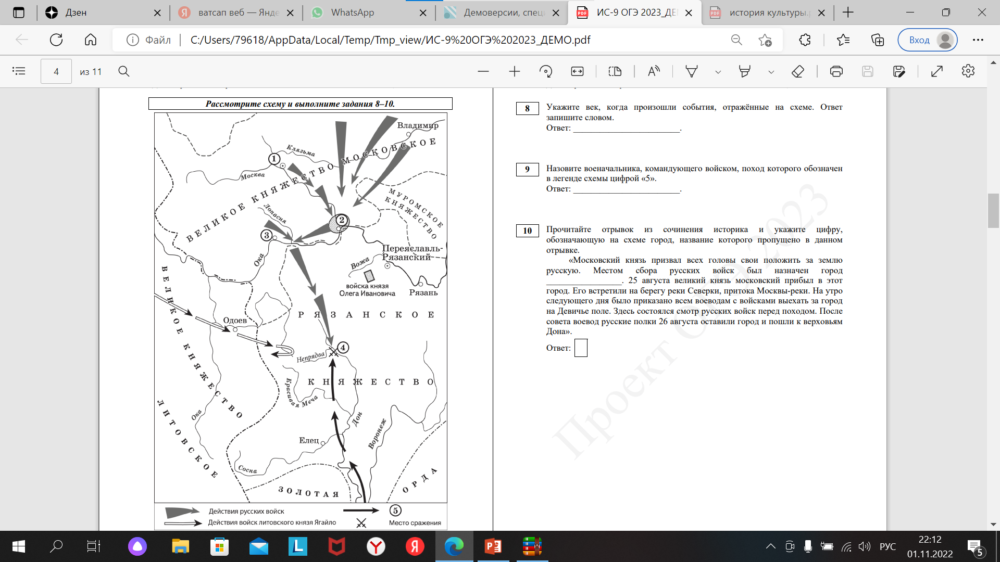 Дзен
ватсап веб — Янде
WhatsApp
Демоверсии, специ
ИС-9 ОГЭ 2023_ДЕ
история культуры.
Файл
C:/Users/79618/AppData/Local/Temp/Tmp_view/ИС-9%20ОГЭ%202023_ДЕМО.pdf
Вход
4
из 11
Рассмотрите схему и выполните задания 8–10.
Владимир
Клязьма
1
Москва
ВЕЛИКОЕ КНЯЖЕСТВО МОСКОВСКОЕ
МУРОМСКОЕ
КНЯЖЕСТВО
Лопасня
2
3
Ока
Переяславль-
Рязанский
Вожа
войска князя
Олега Ивановича
Рязань
РЯЗАНСКОЕ
Одоев
4
Непрядва
КНЯЖЕСТВО
Красивая Меча
ВЕЛИКОЕ КНЯЖЕСТВО
ЛИТОВСКОЕ
Ока
Дон
Воронеж
Елец
Сосна
ЗОЛОТАЯ
ОРДА
Действия русских войск
5
Действия войск литовского князя Ягайло
Место сражения
8
Укажите век, когда произошли события, отражённые на схеме. Ответ
запишите словом.
Ответ: _________________________.
9
Назовите военачальника, командующего войском, поход которого обозначен
в легенде схемы цифрой «5».
Ответ: _________________________.
10
Прочитайте отрывок из сочинения историка и укажите цифру,
обозначающую на схеме город, название которого пропущено в данном
отрывке.
«Московский князь призвал всех головы свои положить за землю
русскую. Местом сбора русских войск был назначен город
__________________. 25 августа великий князь московский прибыл в этот
город. Его встретили на берегу реки Северки, притока Москвы-реки. На утро
следующего дня было приказано всем воеводам с войсками выехать за город
на Девичье поле. Здесь состоялся смотр русских войск перед походом. После
совета воевод русские полки 26 августа оставили город и пошли к верховьям
Дона».
Ответ:
Проект ОГЭ 2023
РУС
22:12
01.11.2022
5